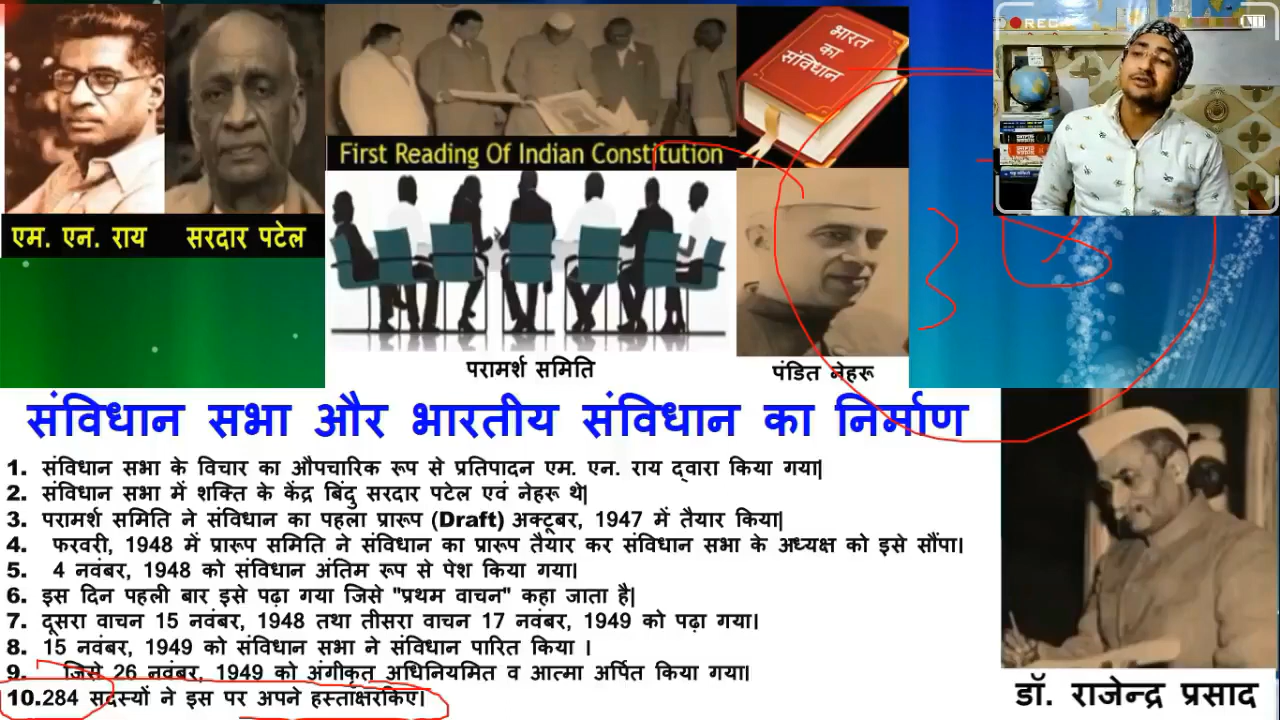 REC
भारत
का
संविधान
First Reading Of Indian Constitution
एम. एन. राय
सरदार पटेल
परामर्श समिति
पंडित नेहरू
संविधान सभा और भारतीय संविधान का निर्माण
1. संविधान सभा के विचार का औपचारिक रूप से प्रतिपादन एम. एन. राय द्वारा किया गया|
2. संविधान सभा में शक्ति के केंद्र बिंदु सरदार पटेल एवं नेहरू थे|
3. परामर्श समिति ने संविधान का पहला प्रारूप (Draft) अक्टूबर, 1947 में तैयार किया|
4. फरवरी, 1948 में प्रारूप समिति ने संविधान का प्रारूप तैयार कर संविधान सभा के अध्यक्ष को इसे सौंपा।
5. 4 नवंबर, 1948 को संविधान अंतिम रूप से पेश किया गया।
6. इस दिन पहली बार इसे पढ़ा गया जिसे "प्रथम वाचन" कहा जाता है|
7. दूसरा वाचन 15 नवंबर, 1948 तथा तीसरा वाचन 17 नवंबर, 1949 को पढ़ा गया।
8. 15 नवंबर, 1949 को संविधान सभा ने संविधान पारित किया ।
9. जिसे 26 नवंबर, 1949 को अंगीकृत अधिनियमित व आत्मा अर्पित किया गया।
10.284 सदस्यों ने इस पर अपने हस्ताक्षरकिए।
डॉ. राजेन्द्र प्रसाद